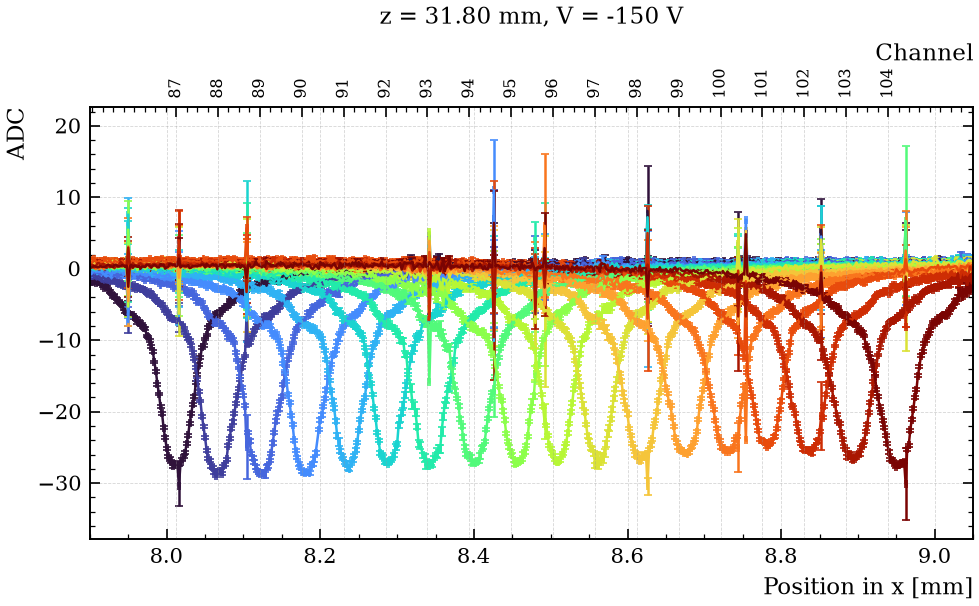 z = 31.80 mm, V = -150 V
Channel
87 88 89 90 91 92 93 94 95 96 97 98 99 100 101 102 103 104
ADC
20
10
0
−10
−20
−30
8.0 8.2 8.4 8.6 8.8 9.0
Position in x [mm]